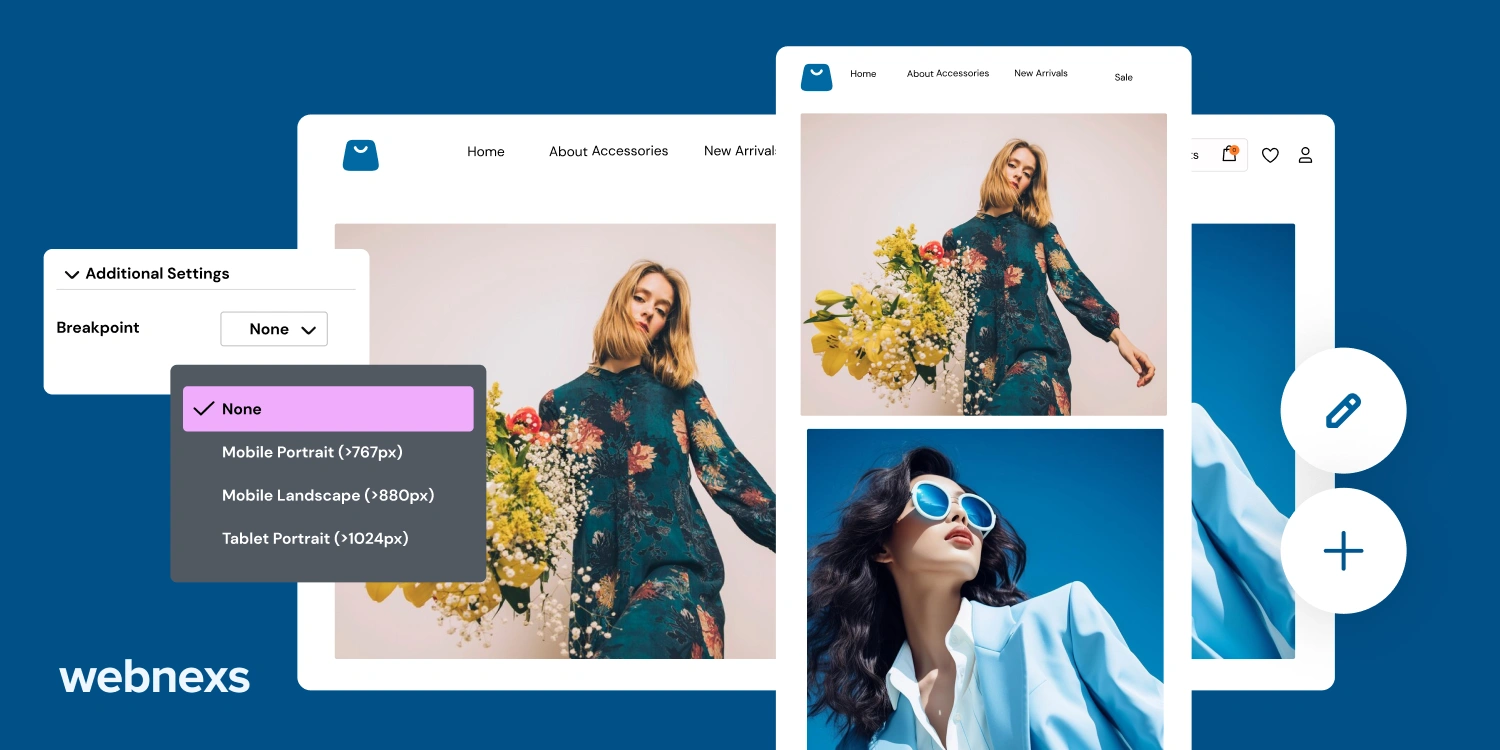 Home
About Accessories
New Arrivals
Sale
Home
About Accessories
New Arrivals
0
Additional Settings
Breakpoint
None
None
Mobile Portrait (>767px)
Mobile Landscape (>880px)
Tablet Portrait (>1024px)
webnexs